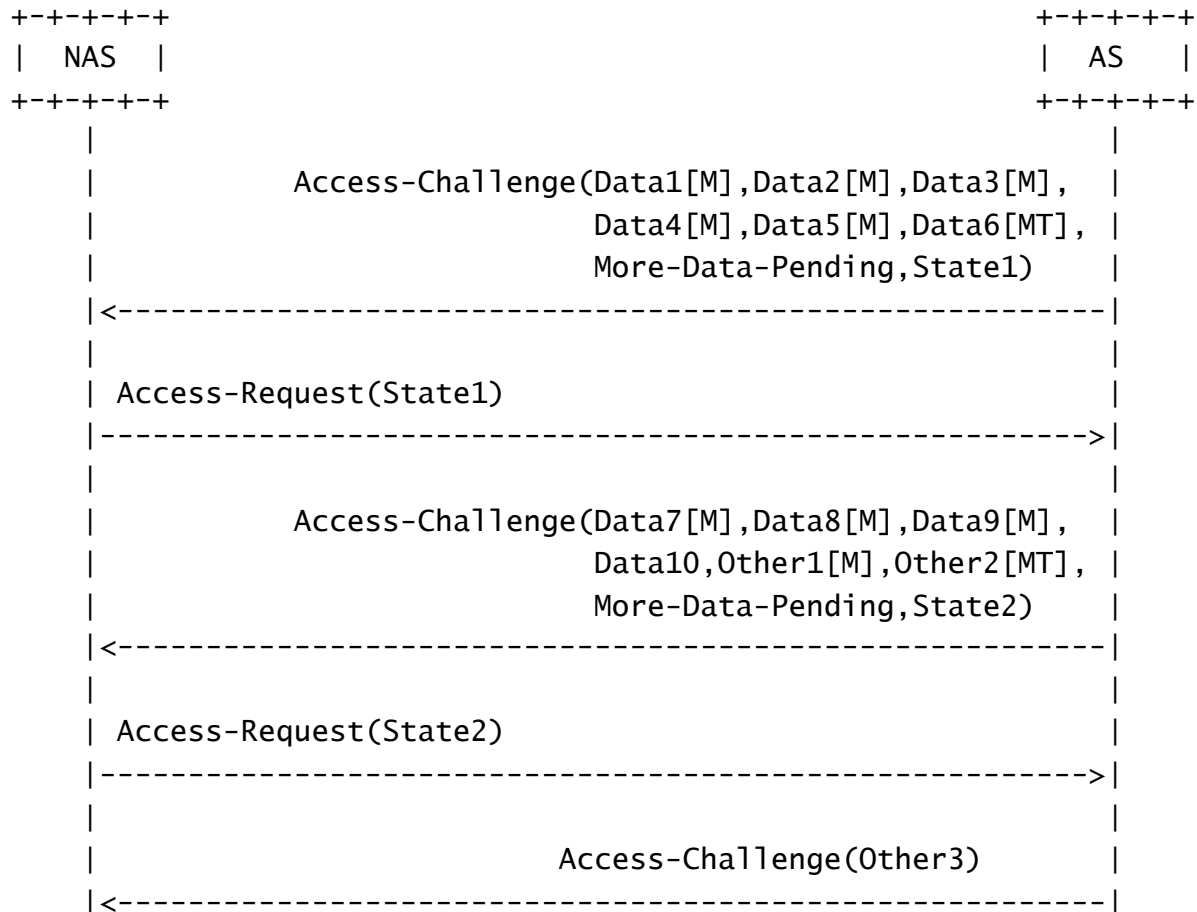 +-+-+-+-+ +-+-+-+-+
| NAS | | AS |
+-+-+-+-+ +-+-+-+-+
| |
| Access-Challenge(Data1[M],Data2[M],Data3[M], |
| Data4[M],Data5[M],Data6[MT], |
| More-Data-Pending,State1) |
|<--------------------------------------------------------|
| |
| Access-Request(State1) |
|-------------------------------------------------------->|
| |
| Access-Challenge(Data7[M],Data8[M],Data9[M], |
| Data10,Other1[M],Other2[MT], |
| More-Data-Pending,State2) |
|<--------------------------------------------------------|
| |
| Access-Request(State2) |
|-------------------------------------------------------->|
| |
| Access-Challenge(Other3) |
|<--------------------------------------------------------|